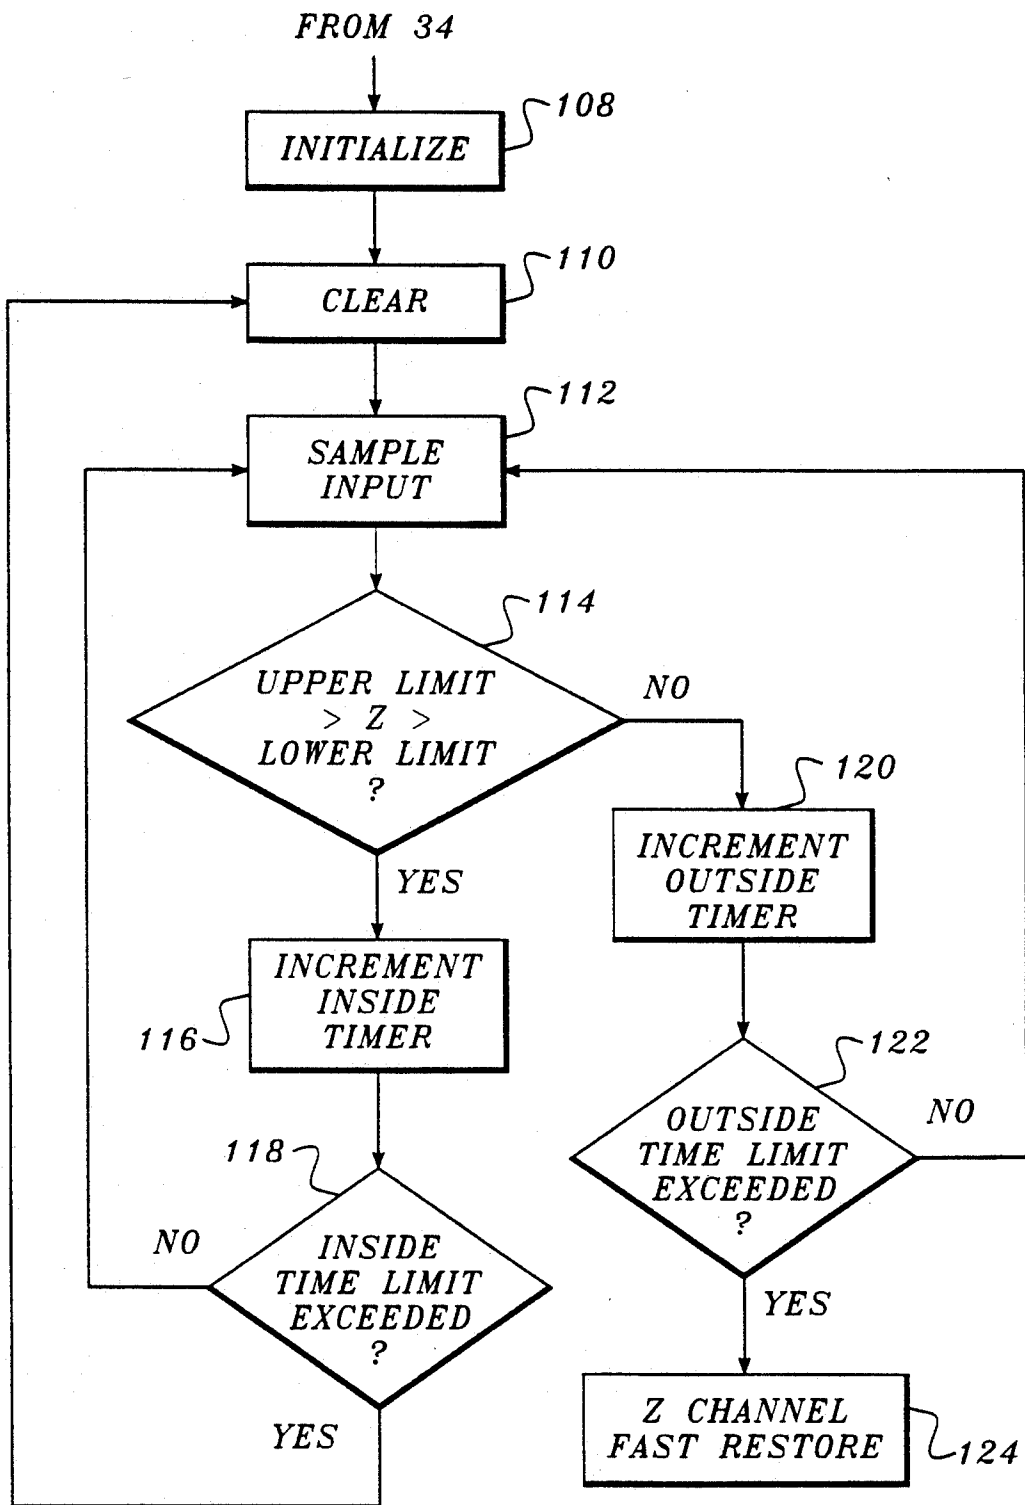 FROM 34
108
INITIALIZE
110
CLEAR
112
SAMPLE
INPUT
114
UPPER LIMIT
> Z >
LOWER LIMIT
?
NO
YES
120
INCREMENT
OUTSIDE
TIMER
INCREMENT
INSIDE
TIMER
116
122
OUTSIDE
TIME LIMIT
EXCEEDED
?
NO
118
INSIDE
TIME LIMIT
EXCEEDED
?
NO
YES
YES
Z CHANNEL
FAST RESTORE
124